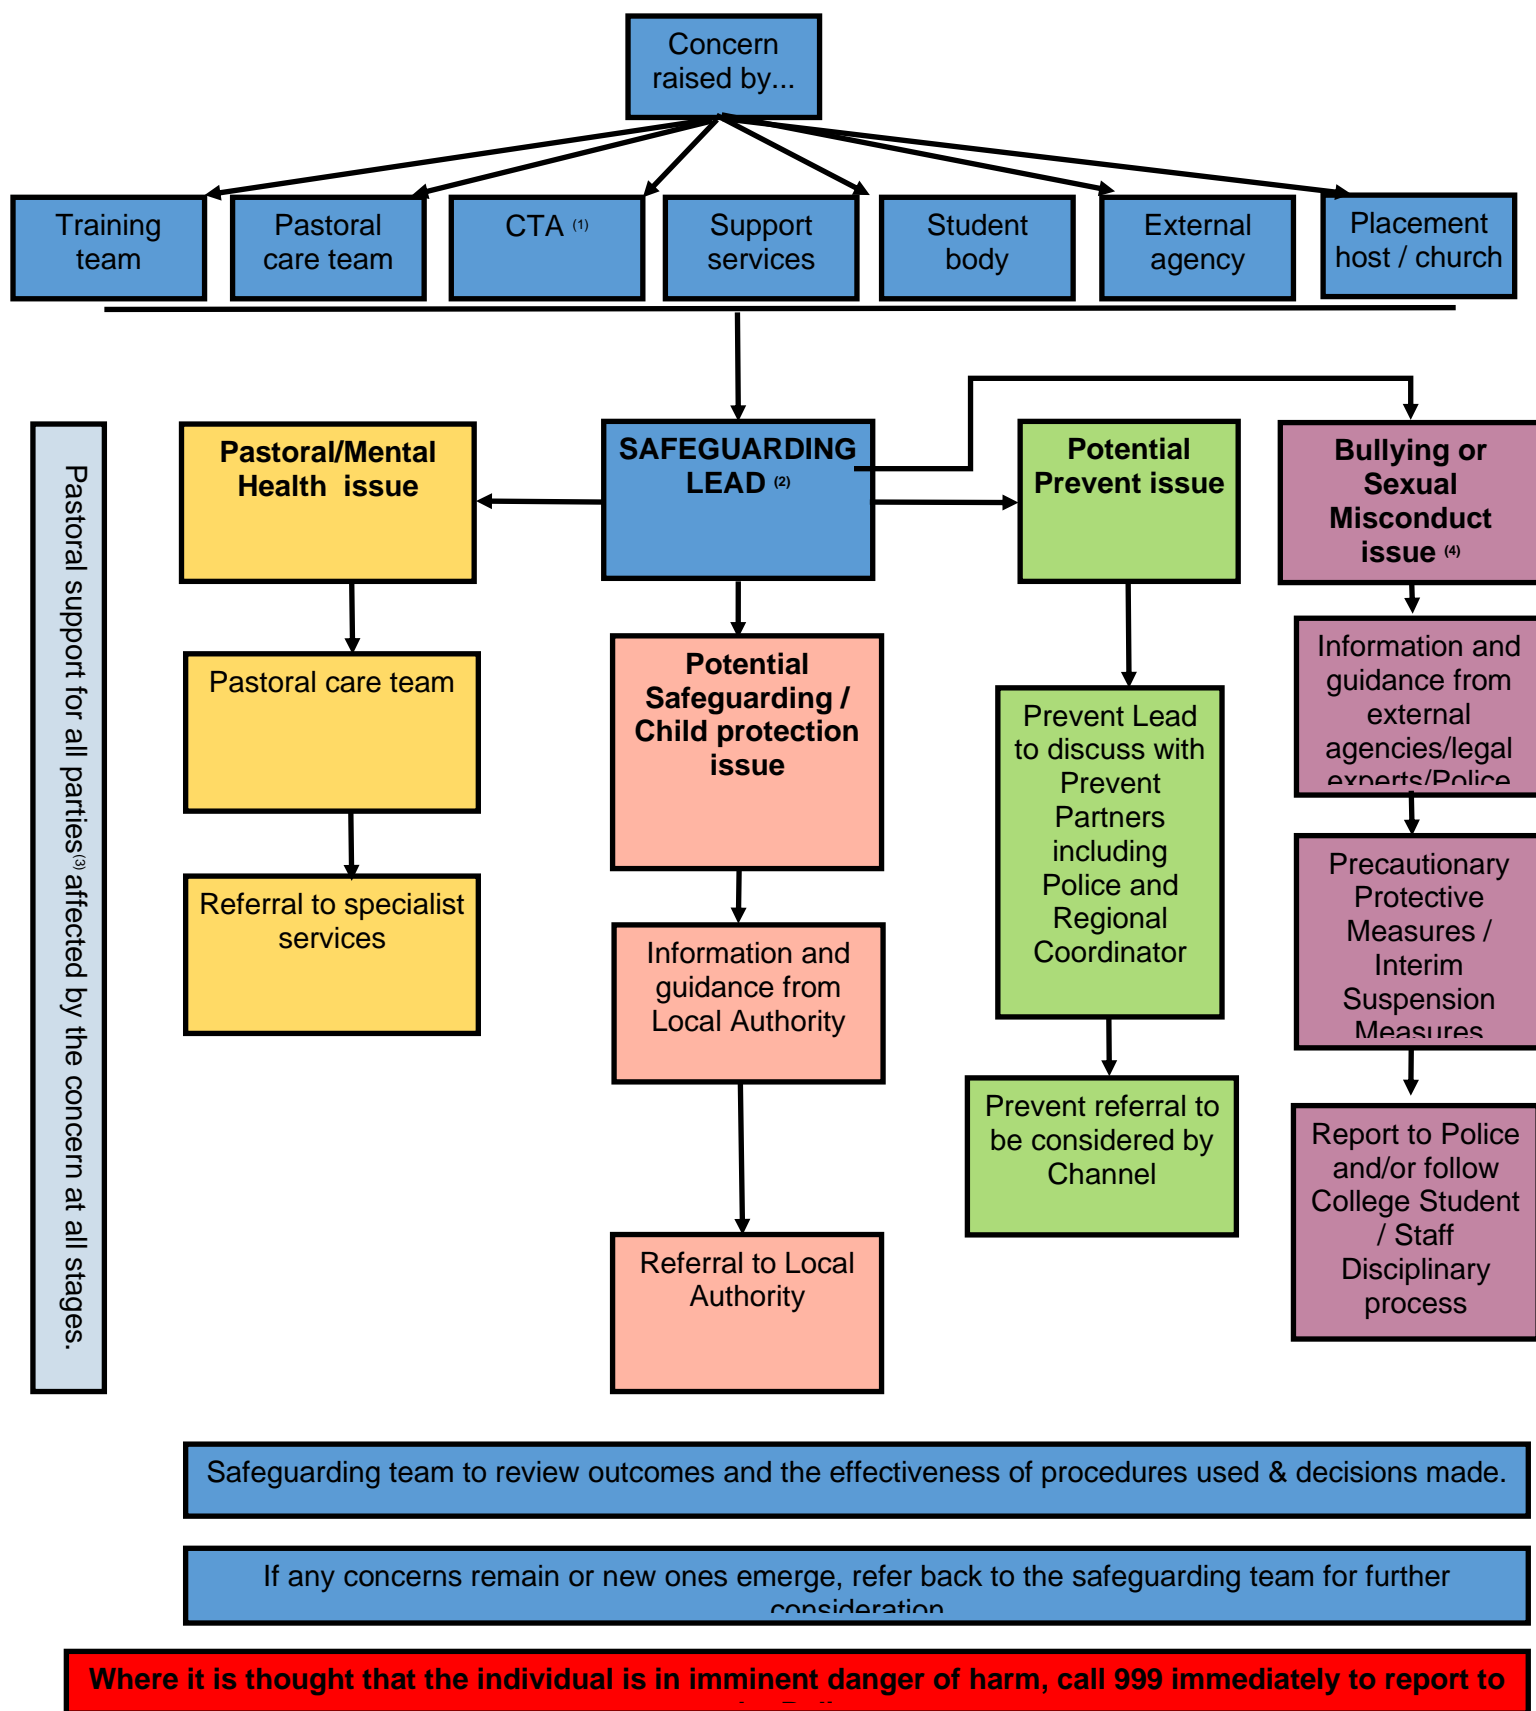 Concern
raised by...
Training
team
Pastoral
care team
CTA (1)
Support
services
Student
body
External
agency
Placement
host / church
Pastoral support for all parties(3) affected by the concern at all stages.
Pastoral/Mental
Health issue
Pastoral care team
Referral to specialist
services
SAFEGUARDING
LEAD (2)
Potential
Safeguarding /
Child protection
issue
Information and
guidance from
Local Authority
Referral to Local
Authority
Potential
Prevent issue
Prevent Lead
to discuss with
Prevent
Partners
including
Police and
Regional
Coordinator
Prevent referral to
be considered by
Channel
Bullying or
Sexual
Misconduct
issue (4)
Information and
guidance from
external
agencies/legal
experts/Police
Precautionary
Protective
Measures /
Interim
Suspension
Measures
Report to Police
and/or follow
College Student
/ Staff
Disciplinary
process
Safeguarding team to review outcomes and the effectiveness of procedures used & decisions made.
If any concerns remain or new ones emerge, refer back to the safeguarding team for further
consideration
Where it is thought that the individual is in imminent danger of harm, call 999 immediately to report to